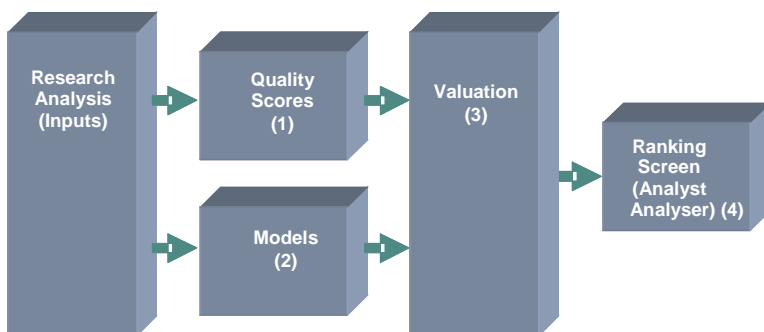 Research
Analysis
(Inputs)
Quality
Scores
(1)
Models
(2)
Valuation
(3)
Ranking
Screen
(Analyst
Analyser) (4)